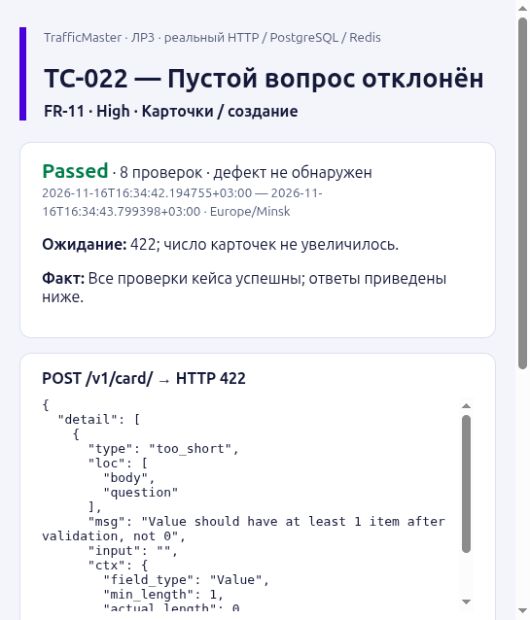 TrafficMaster · ЛР3 · реальный HTTP / PostgreSQL / Redis
TC-022 — Пустой вопрос отклонён
FR-11 · High · Карточки / создание
Passed · 8 проверок · дефект не обнаружен
2026-11-16T16:34:42.194755+03:00 — 2026-11-
16T16:34:43.799398+03:00 · Europe/Minsk
Ожидание: 422; число карточек не увеличилось.
Факт: Все проверки кейса успешны; ответы приведены
ниже.
POST /v1/card/ → HTTP 422
{
  "detail": [
    {
      "type": "too_short",
      "loc": [
        "body",
        "question"
      ],
      "msg": "Value should have at least 1 item after
validation, not 0",
      "input": "",
      "ctx": {
        "field_type": "Value",
        "min_length": 1,
        "actual_length": 0